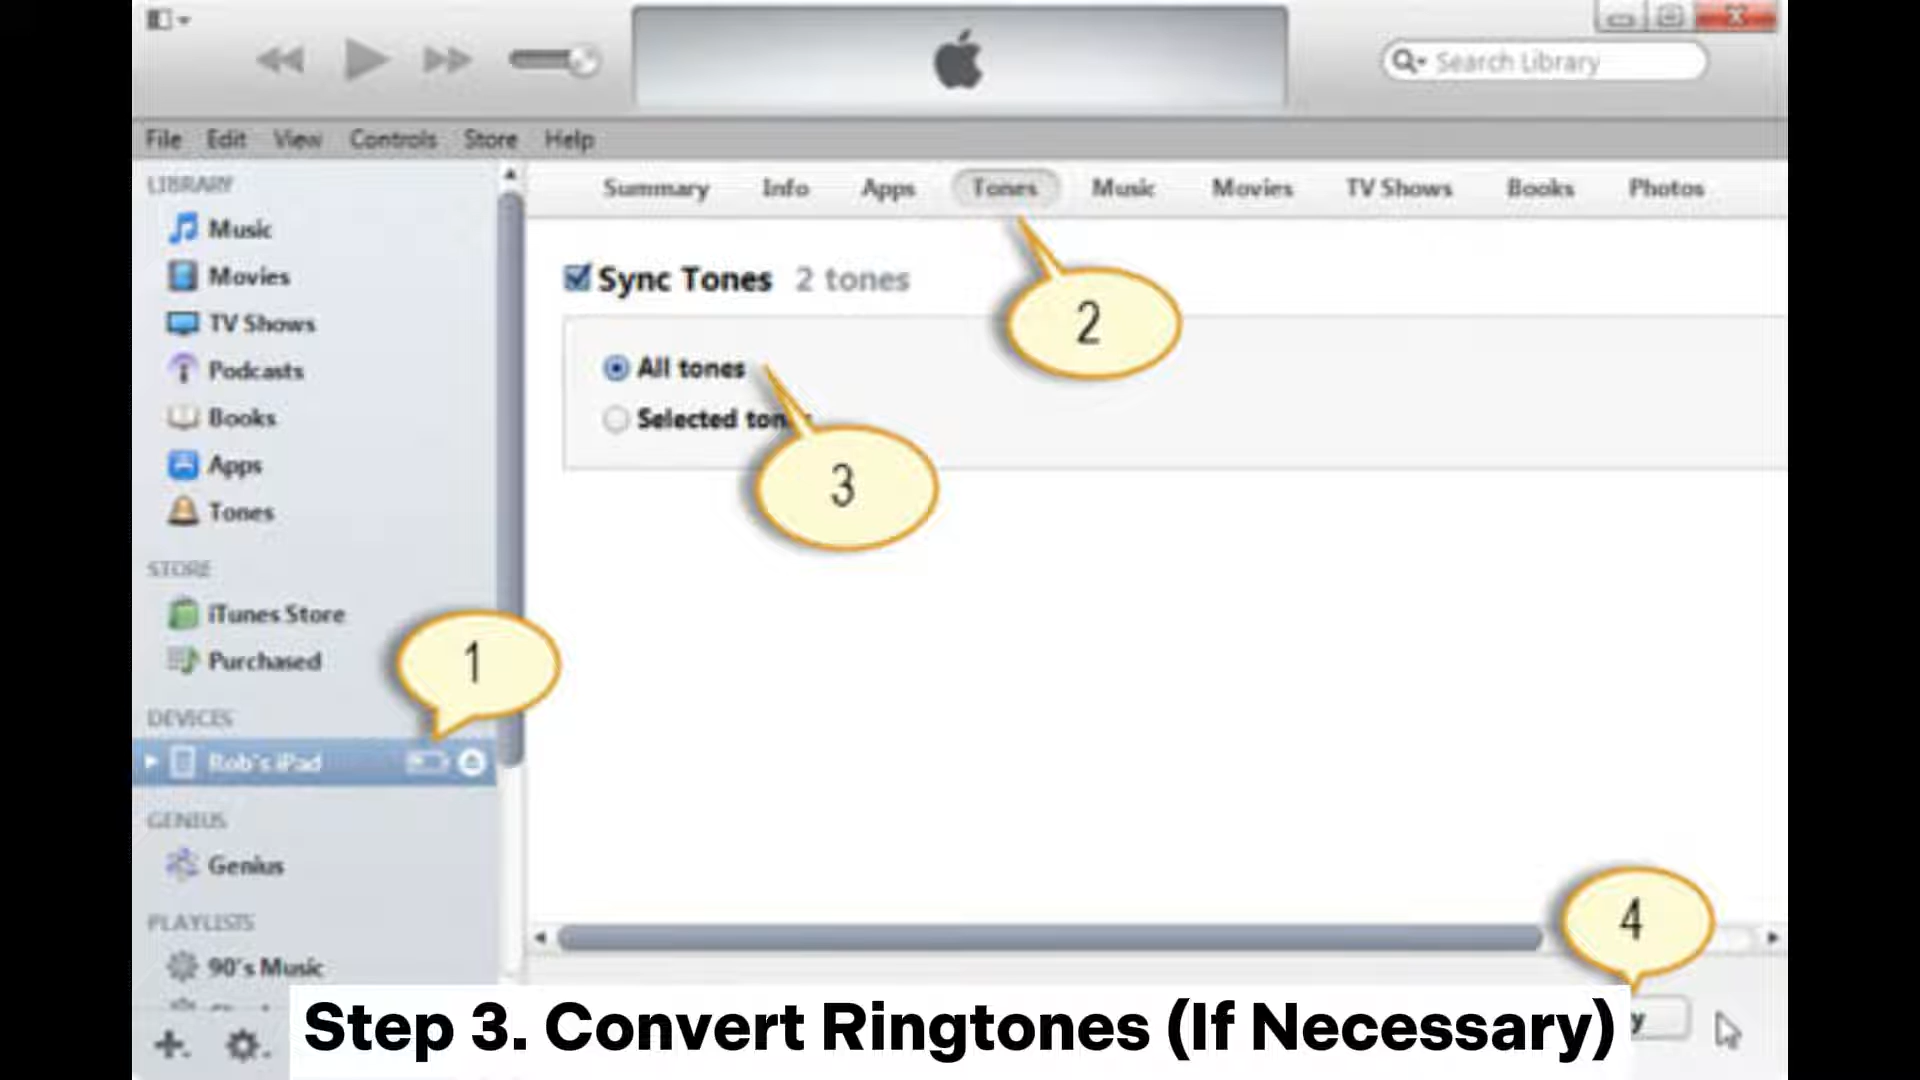 Search Library
File Edit View Controls Store Help
LIBRARY
Music
Movies
TV Shows
Podcasts
Books
Apps
Tones
STORE
iTunes Store
Purchased
DEVICES
Rob's iPad
GENIUS
Genius
PLAYLISTS
90's Music
Summary Info Apps Tones Music Movies TV Shows Books Photos
Sync Tones 2 tones
All tones
Selected
1
2
3
4
Step 3. Convert Ringtones (If Necessary)